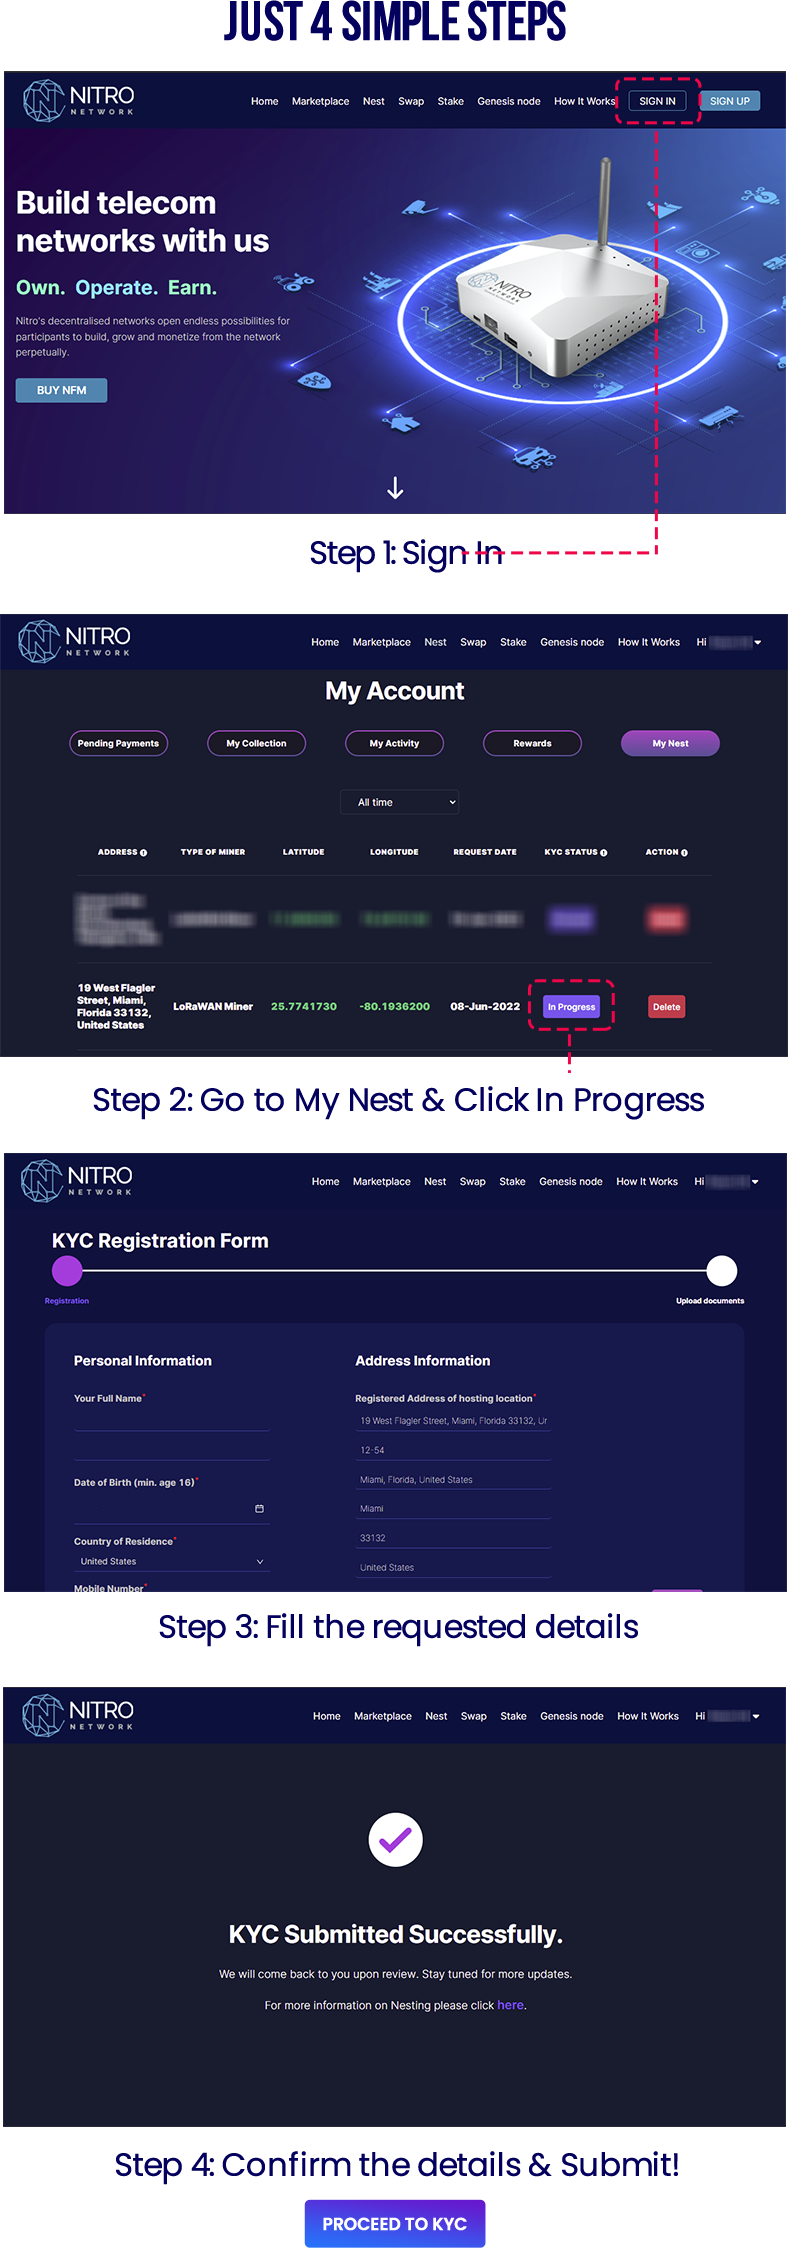 JUST 4 SIMPLE STEPS
NITRO
NETWORK
Home Marketplace Nest Swap Stake Genesis node How It Works SIGN IN SIGN UP
Build telecom
networks with us
Own. Operate. Earn.
Nitro's decentralised networks open endless possibilities for
participants to build, grow and monetize from the network
perpetually.
BUY NFM
NITRO
NETWORK
Step 1: Sign In
NITRO
NETWORK
Home Marketplace Nest Swap Stake Genesis node How It Works Hi
My Account
Pending Payments My Collection My Activity Rewards My Nest
All time
ADDRESS TYPE OF MINER LATITUDE LONGITUDE REQUEST DATE KYC STATUS ACTION
19 West Flagler
Street, Miami,
Florida 33132,
United States
LoRaWAN Miner 25.7741730 -80.1936200 08-Jun-2022 In Progress Delete
Step 2: Go to My Nest & Click In Progress
NITRO
NETWORK
Home Marketplace Nest Swap Stake Genesis node How It Works Hi
KYC Registration Form
Registration Upload documents
Personal Information Address Information
Your Full Name* Registered Address of hosting location*
19 West Flagler Street, Miami, Florida 33132, Ur
12-54
Date of Birth (min. age 16)* Miami, Florida, United States
Miami
Country of Residence* 33132
United States United States
Mobile Number*
Step 3: Fill the requested details
NITRO
NETWORK
Home Marketplace Nest Swap Stake Genesis node How It Works Hi
KYC Submitted Successfully.
We will come back to you upon review. Stay tuned for more updates.
For more information on Nesting please click here.
Step 4: Confirm the details & Submit!
PROCEED TO KYC